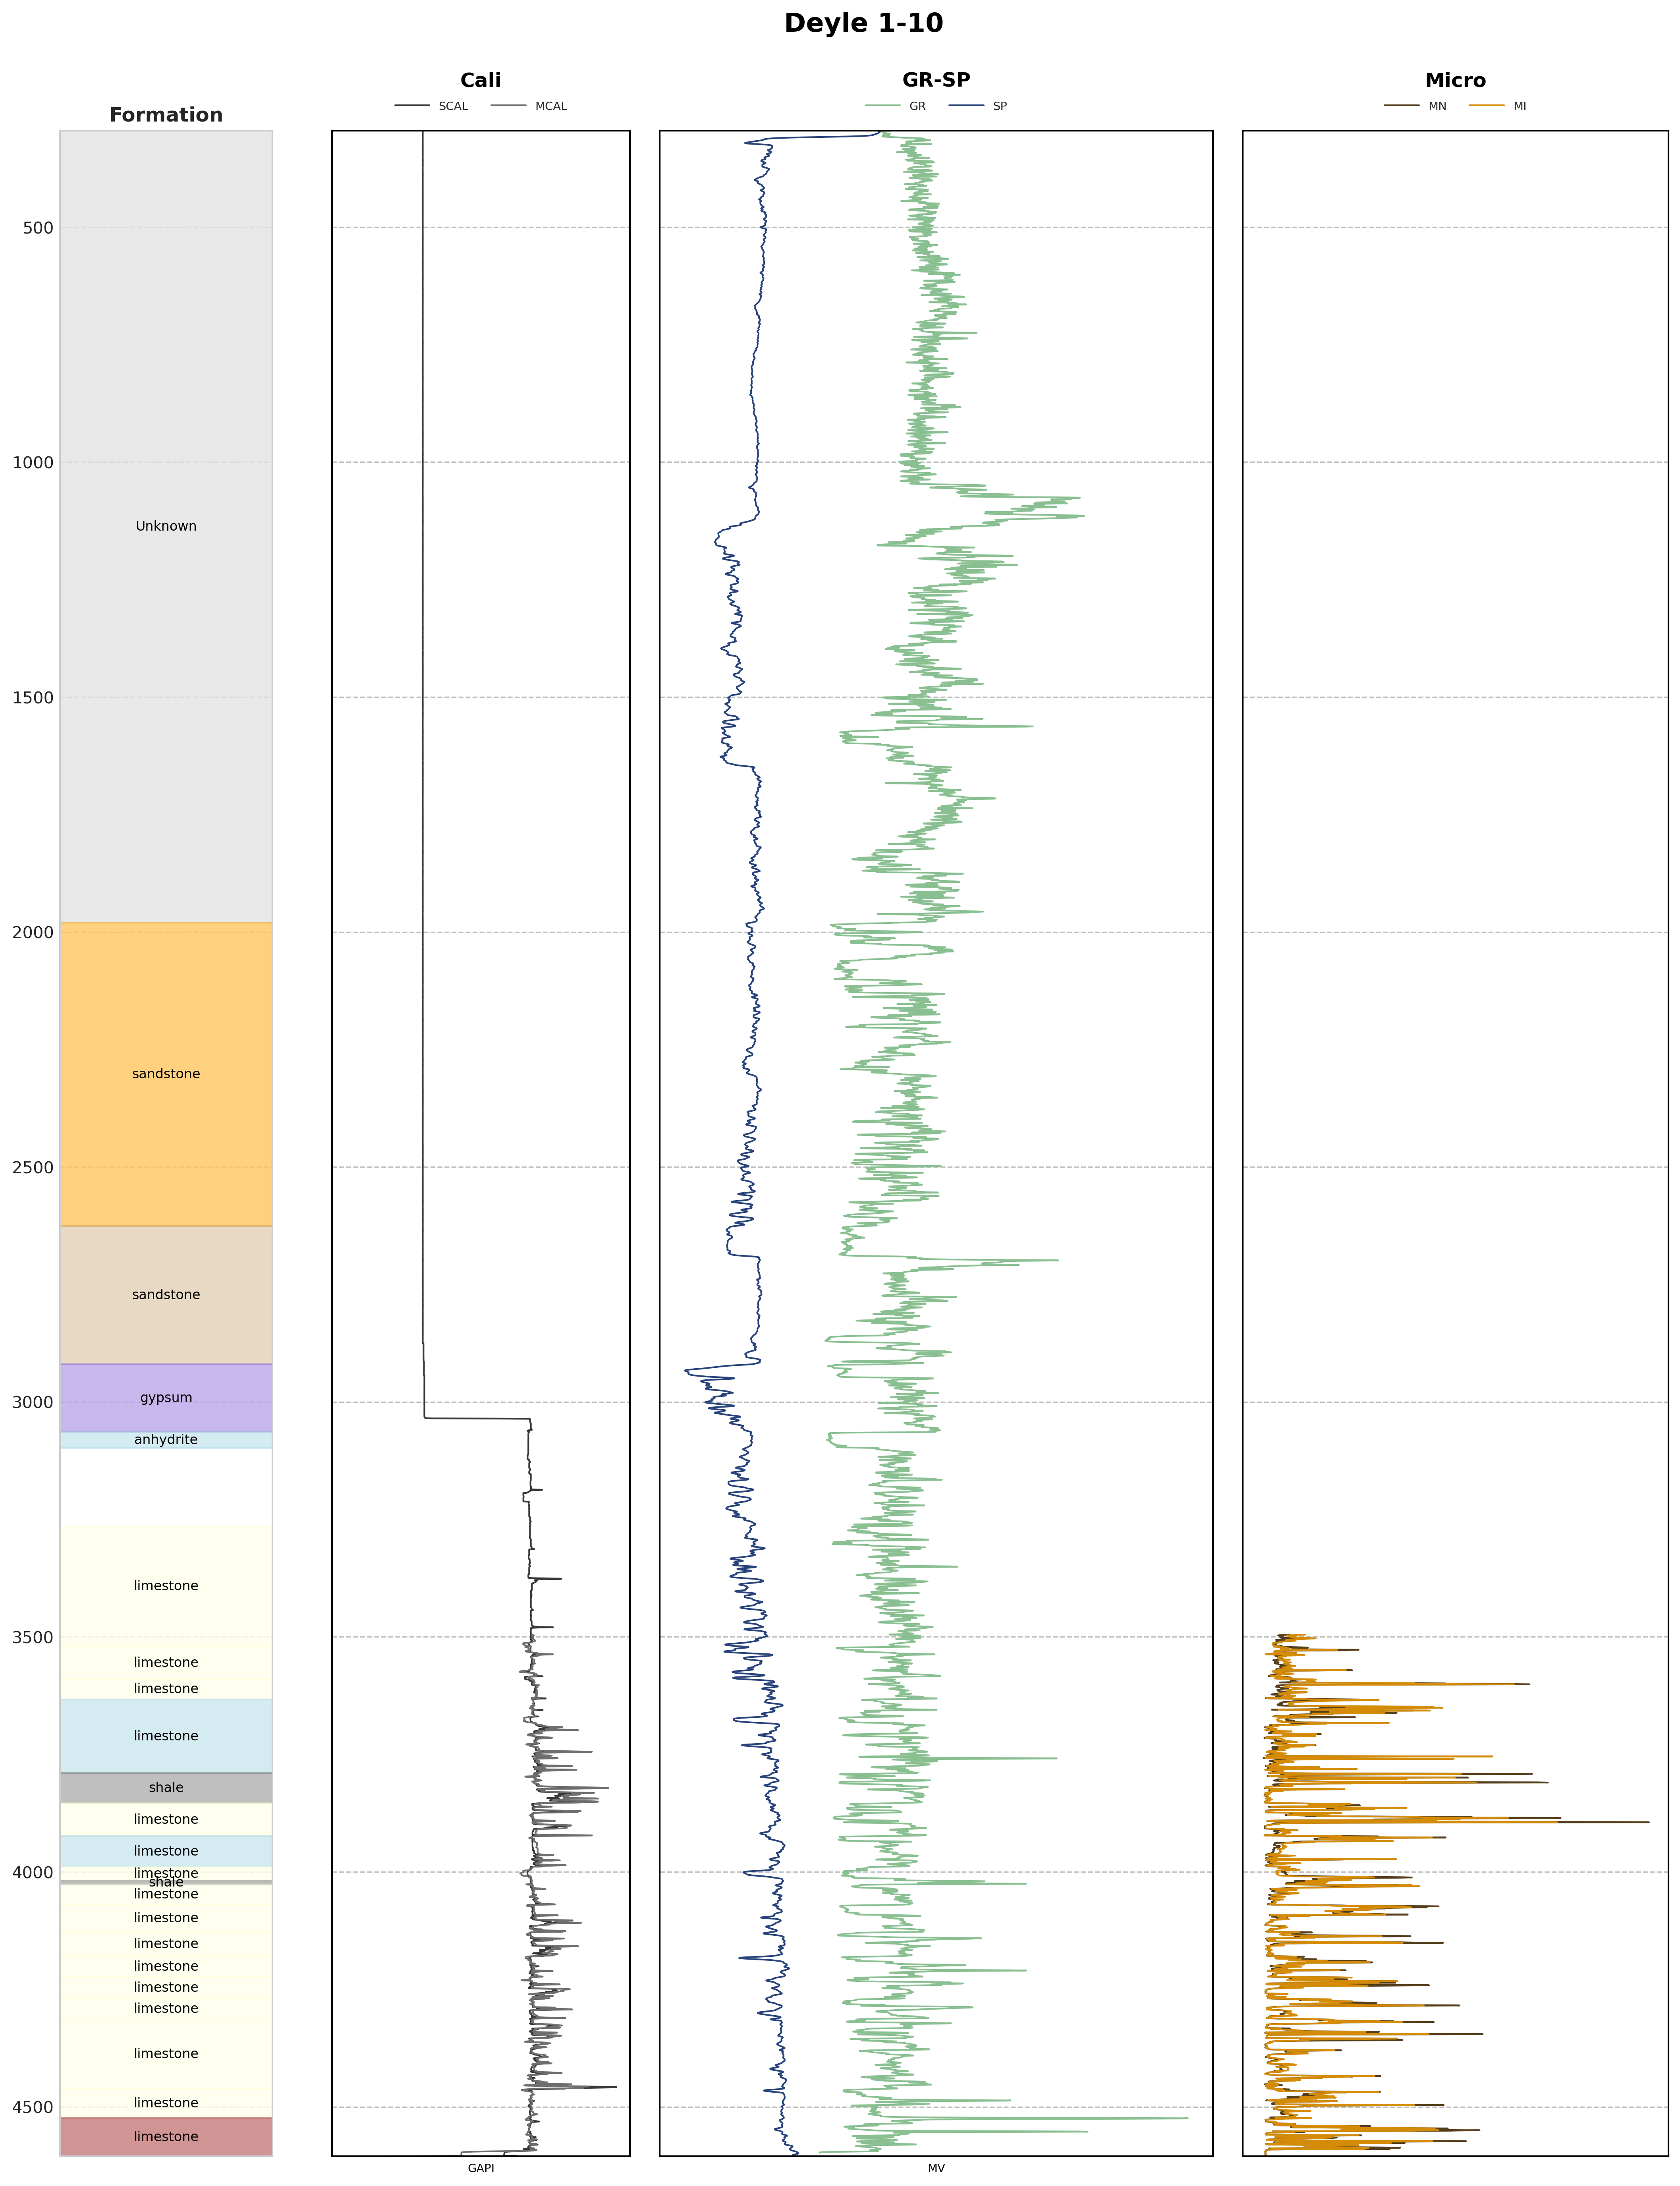 Deyle 1-10
Cali
GR-SP
Micro
SCAL MCAL
GR SP
MN MI
Formation
500
1000
Unknown
1500
2000
sandstone
2500
sandstone
gypsum
3000
anhydrite
limestone
3500
limestone
limestone
limestone
shale
limestone
limestone
4000
limestone
shale
limestone
limestone
limestone
limestone
limestone
limestone
limestone
limestone
4500
limestone
GAPI
MV